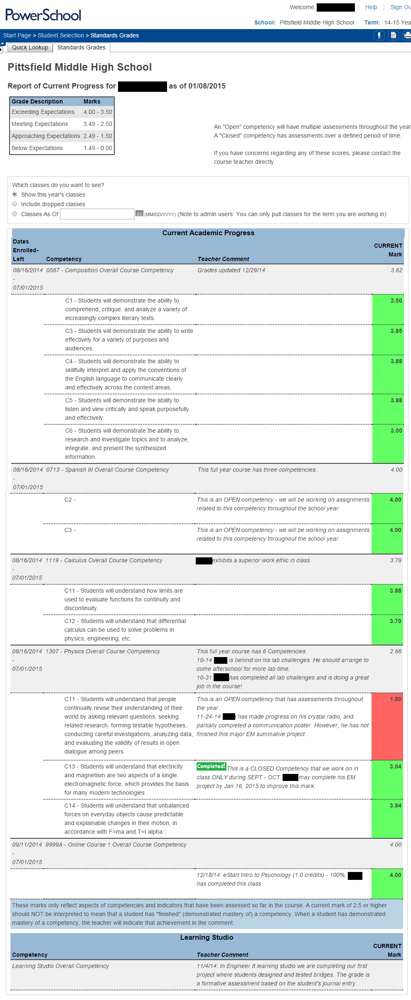 PowerSchool
Welcome, | Help | Sign Ou
School: Pittsfield Middle High School Term: 14-15 Yea
Start Page > Student Selection > Standards Grades
Quick Lookup Standards Grades
Pittsfield Middle High School
Report of Current Progress for as of 01/08/2015
Grade Description Marks
Exceeding Expectations 4.00 - 3.50
Meeting Expectations 3.49 - 2.50
Approaching Expectations 2.49 - 1.50
Below Expectations 1.49 - 0.00
An "Open" competency will have multiple assessments throughout the year
A "Closed" competency has assessments over a defined period of time.
If you have concerns regarding any of these scores, please contact the
course teacher directly.
Which classes do you want to see?
Show this year's classes
Include dropped classes
Classes As Of (MM/DD/YYYY) (Note to admin users: You can only pull classes for the term you are working in)
Current Academic Progress
Dates
Enrolled-
Left
Competency
Teacher Comment
CURRENT
Mark
08/16/2014
-
07/01/2015
0567 - Composition Overall Course Competency
Grades updated 12/29/14
3.62
C1 - Students will demonstrate the ability to
comprehend, critique, and analyze a variety of
increasingly complex literary texts.
3.50
C3 - Students will demonstrate the ability to write
effectively for a variety of purposes and
audiences.
3.85
C4 - Students will demonstrate the ability to
skillfully interpret and apply the conventions of
the English language to communicate clearly
and effectively across the content areas.
3.88
C5 - Students will demonstrate the ability to
listen and view critically and speak purposefully
and effectively.
3.88
C6 - Students will demonstrate the ability to
research and investigate topics and to analyze,
integrate, and present the synthesized
information.
3.00
08/16/2014
-
07/01/2015
0713 - Spanish III Overall Course Competency
This full year course has three competencies.
4.00
C2 -
This is an OPEN competency - we will be working on assignments
related to this competency throughout the school year.
4.00
C3 -
This is an OPEN competency - we will be working on assignments
related to this competency throughout the school year.
4.00
08/16/2014
-
07/01/2015
1119 - Calculus Overall Course Competency
exhibits a superior work ethic in class.
3.79
C11 - Students will understand how limits are
used to evaluate functions for continuity and
discontinuity.
3.88
C12 - Students will understand that differential
calculus can be used to solve problems in
physics, engineering, etc.
3.70
08/16/2014
-
07/01/2015
1307 - Physics Overall Course Competency
This full year course has 6 Competencies.
10-14 is behind on his lab challenges. He should arrange to
come afterschool for more lab time.
10-31 has completed all lab challenges and is doing a great
job in the course!
2.66
C11 - Students will understand that people
continually revise their understanding of their
world by asking relevant questions, seeking
related research, forming testable hypotheses,
conducting careful investigations, analyzing data,
and evaluating the validity of results in open
dialogue among peers
This is an OPEN competency that has assessments throughout
the year.
11-24-14 has made progress on his crystal radio, and
partially completed a communication poster. However, he has not
finished this major EM summative project.
1.00
C13 - Students will understand that electricity
and magnetism are two aspects of a single
electromagnetic force, which provides the basis
for many modern technologies
Completed! This is a CLOSED Competency that we work on in
class ONLY during SEPT - OCT. may complete his EM
project by Jan 16, 2015 to improve this mark.
3.04
C14 - Students will understand that unbalanced
forces on everyday objects cause predictable
and explainable changes in their motion, in
accordance with F=ma and T=I alpha
3.94
09/11/2014
-
07/01/2015
9999A - Online Course 1 Overall Course Competency
4.00
12/18/14: eStart Intro to Psychology (1.0 credits) - 100%,
has completed this class.
4.00
These marks only reflect aspects of competencies and indicators that have been assessed so far in the course. A current mark of 2.5 or higher
should NOT be interpreted to mean that a student has "finished" (demonstrated mastery of) a competency. When a student has demonstrated
mastery of a competency, the teacher will indicate that achievement in the comment.
Learning Studio
Competency
Teacher Comment
CURRENT
Mark
Learning Studio Overall Competency
11/4/14: In Engineer It learning studio we are completing our first
project where students designed and tested bridges. The grade is
a formative assessment based on the student's journal entry.